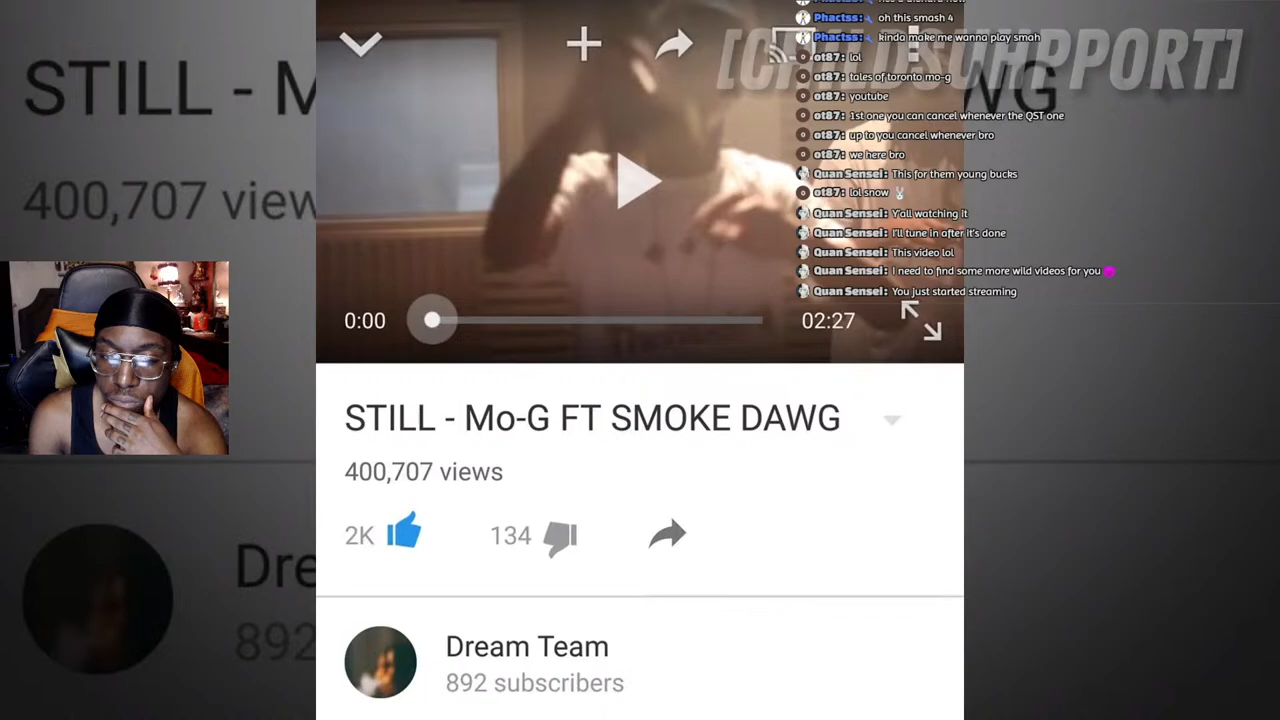 Phactss: oh this smash 4
Phactss: kinda make me wanna play smah
ot87: lol
ot87: tales of toronto mo-g
ot87: youtube
ot87: 1st one you can cancel whenever the QST one
ot87: up to you cancel whenever bro
ot87: we here bro
Quan Sensei: This for them young bucks
ot87: lol snow ✌🏻
Quan Sensei: Y'all watching it
Quan Sensei: I'll tune in after it's done
Quan Sensei: This video lol
Quan Sensei: I need to find some more wild videos for you 😈
Quan Sensei: You just started streaming
[CHILDSUPPORT]
STILL - M
WG
400,707 view
0:00
02:27
STILL - Mo-G FT SMOKE DAWG
400,707 views
2K
134
Dre
892
Dream Team
892 subscribers